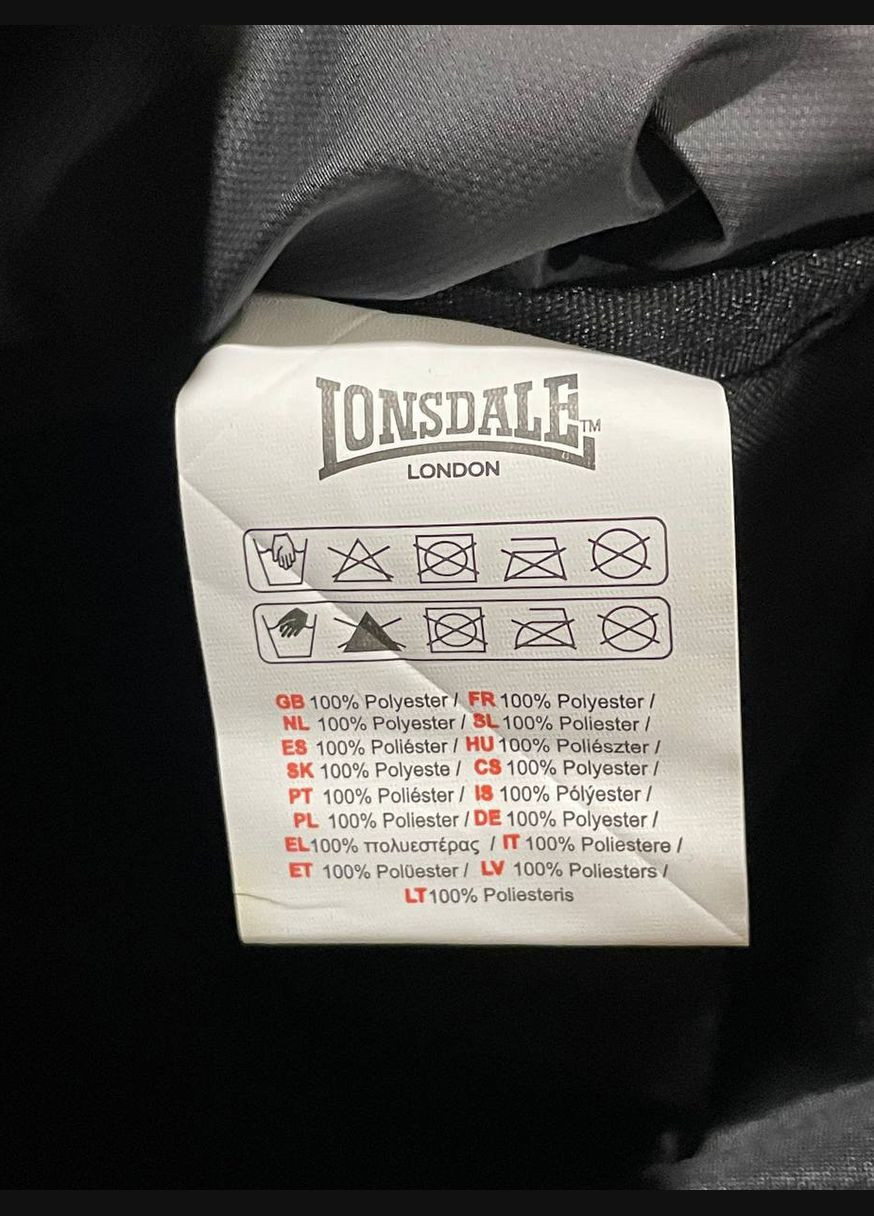 LONSDALE™
LONDON
GB 100% Polyester / FR 100% Polyester /
NL 100% Polyester / SL 100% Poliester /
ES 100% Poliéster / HU 100% Poliészter /
SK 100% Polyeste / CS 100% Polyester /
PT 100% Poliéster / IS 100% Pólýester /
PL 100% Poliester / DE 100% Polyester /
EL 100% πολυεστέρας / IT 100% Poliestere /
ET 100% Polüester / LV 100% Poliesters /
LT 100% Poliesteris